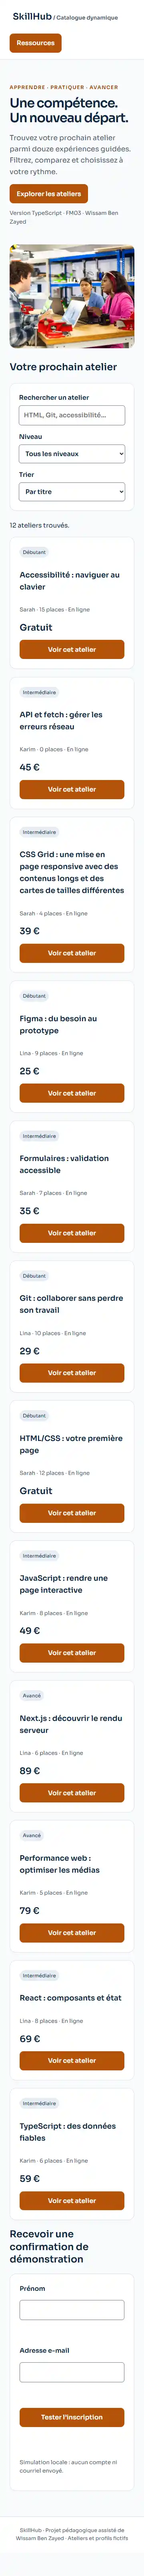 SkillHub / Catalogue dynamique
Ressources
APPRENDRE · PRATIQUER · AVANCER
Une compétence.
Un nouveau départ.
Trouvez votre prochain atelier
parmi douze expériences guidées.
Filtrez, comparez et choisissez à
votre rythme.
Explorer les ateliers
Version TypeScript · FM03 · Wissam Ben
Zayed
Votre prochain atelier
Rechercher un atelier
HTML, Git, accessibilité…
Niveau
Tous les niveaux
Trier
Par titre
12 ateliers trouvés.
Débutant
Accessibilité : naviguer au
clavier
Sarah · 15 places · En ligne
Gratuit
Voir cet atelier
Intermédiaire
API et fetch : gérer les
erreurs réseau
Karim · 0 places · En ligne
45 €
Voir cet atelier
Intermédiaire
CSS Grid : une mise en
page responsive avec des
contenus longs et des
cartes de tailles différentes
Sarah · 4 places · En ligne
39 €
Voir cet atelier
Débutant
Figma : du besoin au
prototype
Lina · 9 places · En ligne
25 €
Voir cet atelier
Intermédiaire
Formulaires : validation
accessible
Sarah · 7 places · En ligne
35 €
Voir cet atelier
Débutant
Git : collaborer sans perdre
son travail
Lina · 10 places · En ligne
29 €
Voir cet atelier
Débutant
HTML/CSS : votre première
page
Sarah · 12 places · En ligne
Gratuit
Voir cet atelier
Intermédiaire
JavaScript : rendre une
page interactive
Karim · 8 places · En ligne
49 €
Voir cet atelier
Avancé
Next.js : découvrir le rendu
serveur
Lina · 6 places · En ligne
89 €
Voir cet atelier
Avancé
Performance web :
optimiser les médias
Karim · 5 places · En ligne
79 €
Voir cet atelier
Intermédiaire
React : composants et état
Lina · 8 places · En ligne
69 €
Voir cet atelier
Intermédiaire
TypeScript : des données
fiables
Karim · 6 places · En ligne
59 €
Voir cet atelier
Recevoir une
confirmation de
démonstration
Prénom
Adresse e-mail
Tester l'inscription
Simulation locale : aucun compte ni
courriel envoyé.
SkillHub · Projet pédagogique assisté de
Wissam Ben Zayed · Ateliers et profils fictifs